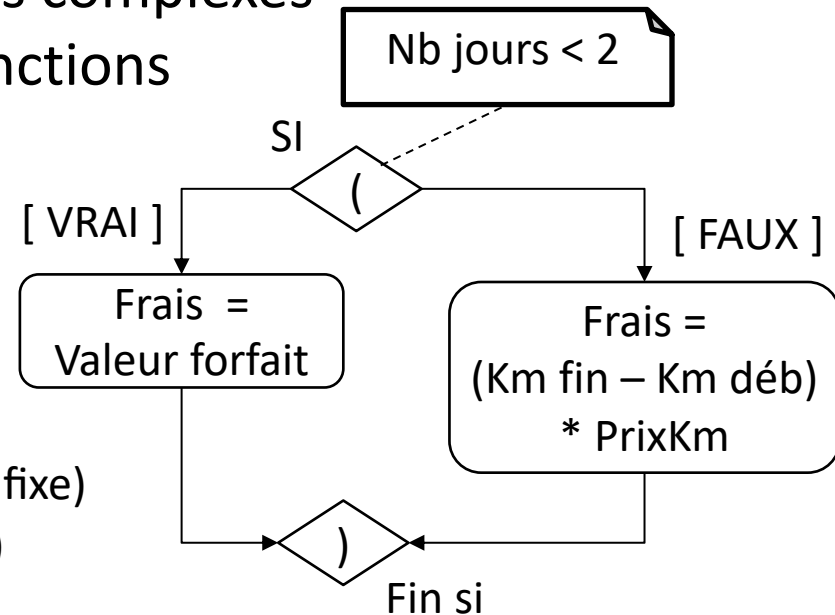 s complexes
nctions
Nb jours < 2
SI
(
[ VRAI ]
[ FAUX ]
Frais =
Valeur forfait
Frais =
(Km fin – Km déb)
* PrixKm
fixe)
)
)
Fin si